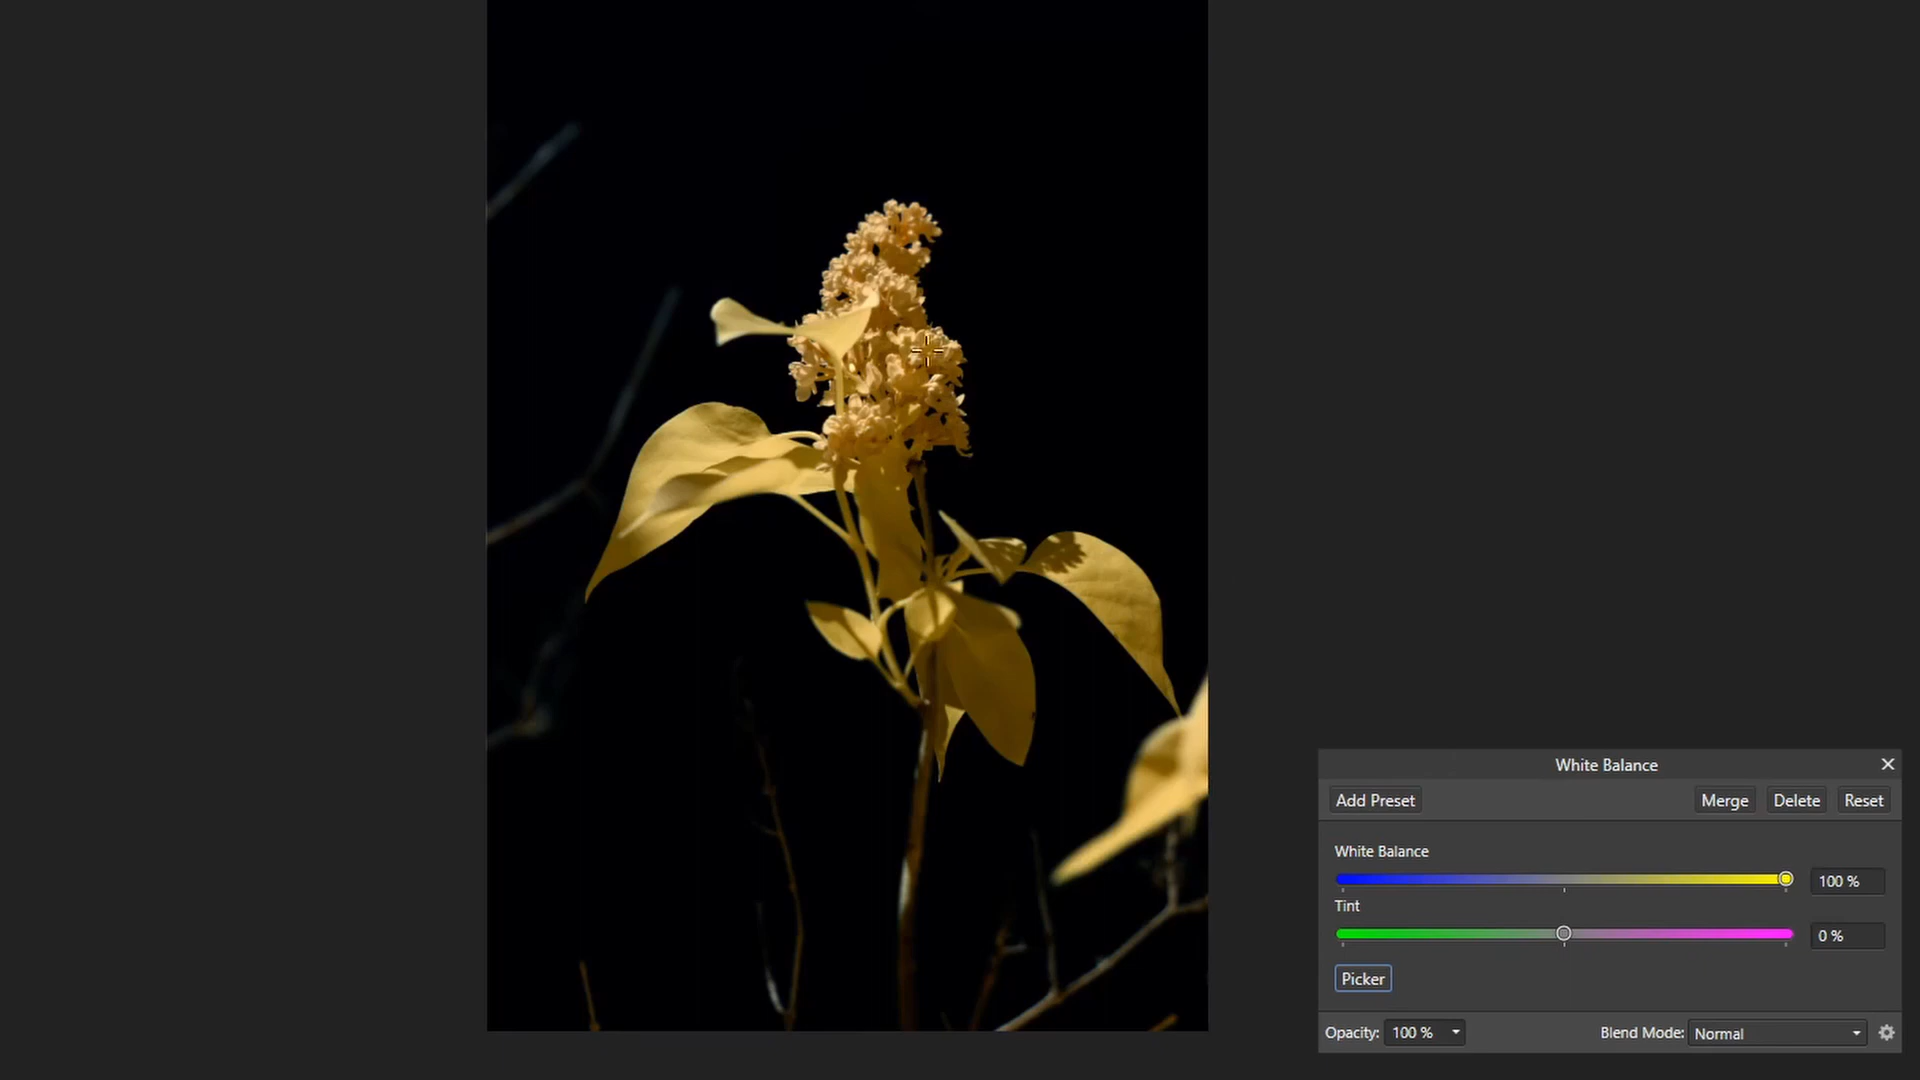 White Balance
Add Preset
Merge
Delete
Reset
White Balance
100 %
Tint
0 %
Picker
Opacity: 100 %
Blend Mode: Normal